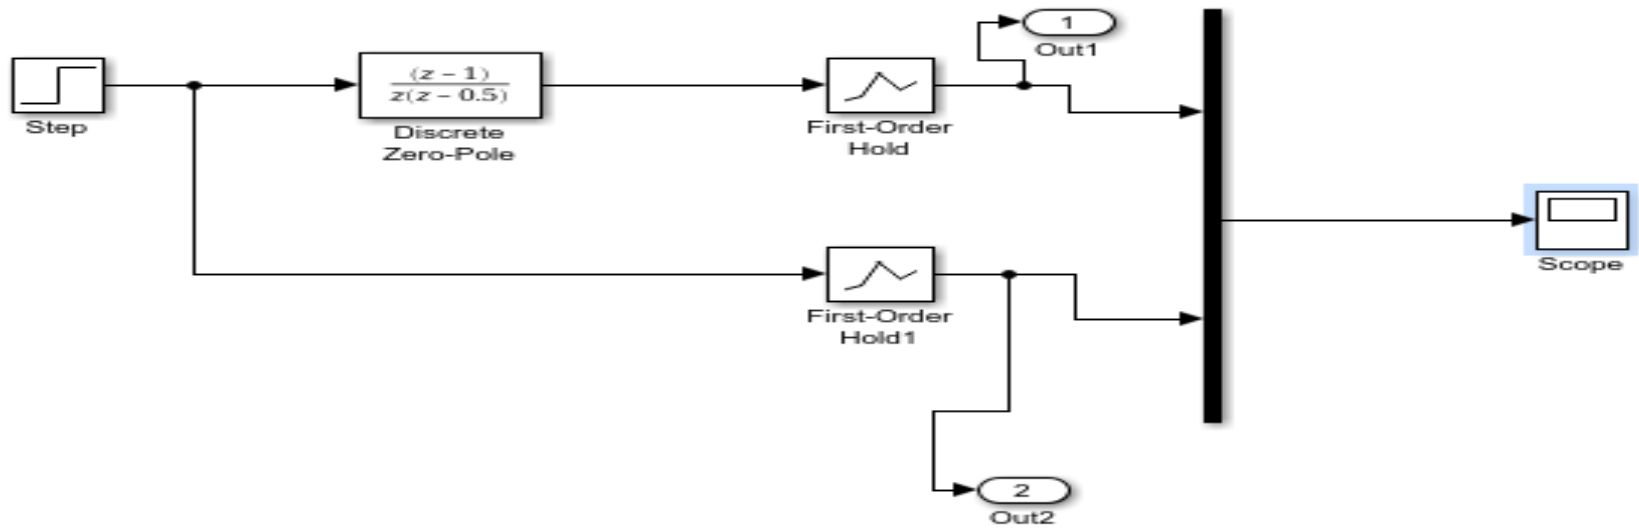 1
Out1
(z − 1)
z(z − 0.5)
Step
Discrete
Zero-Pole
First-Order
Hold
Scope
First-Order
Hold1
2
Out2